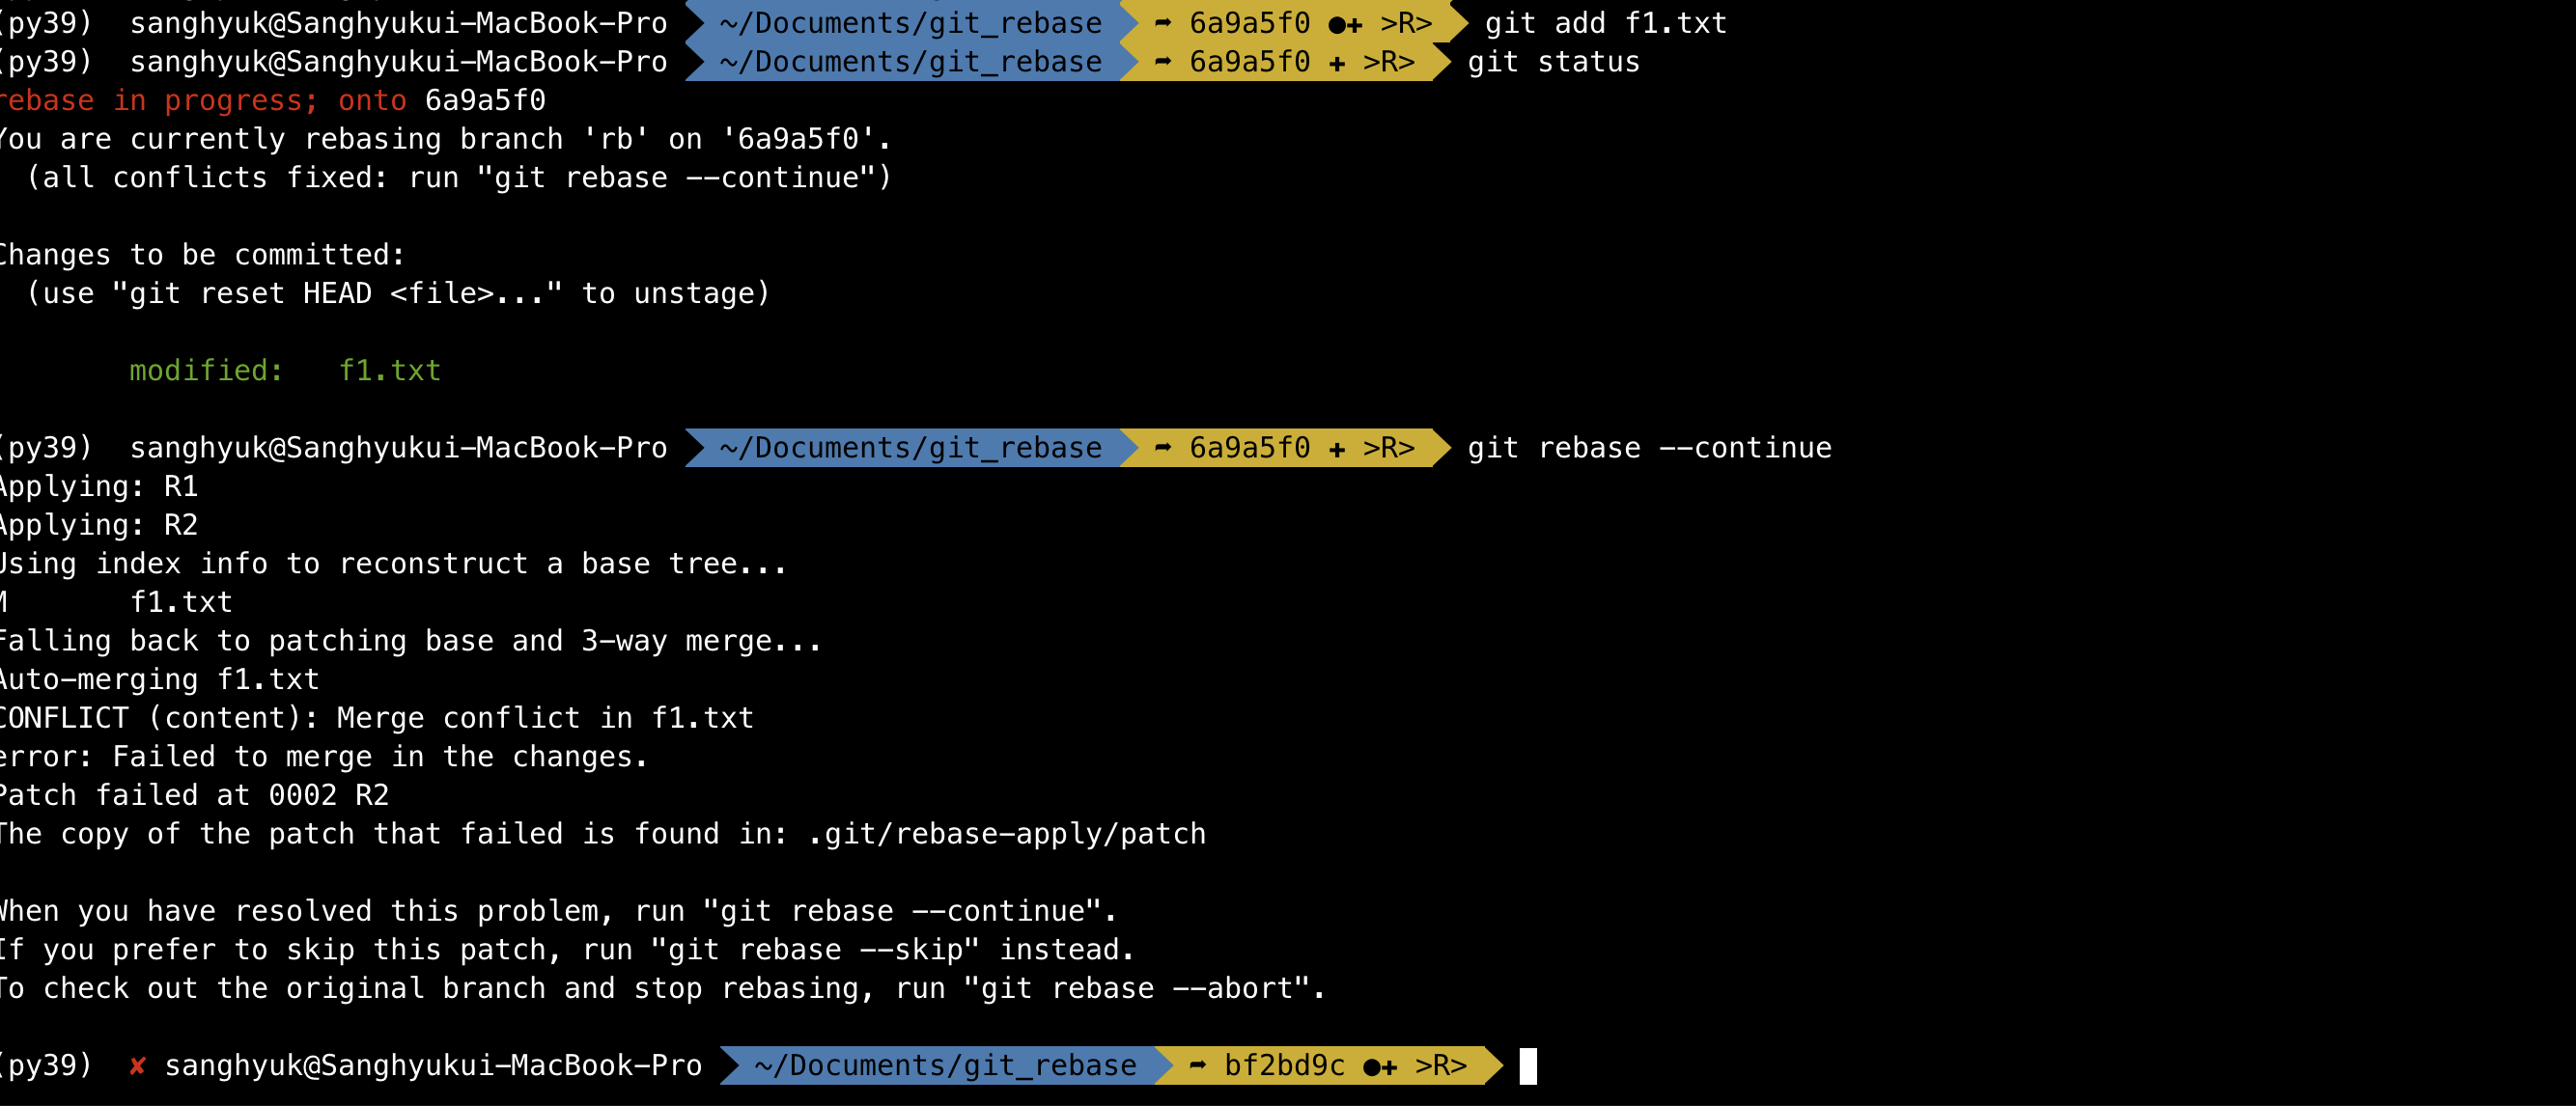 (py39)  sanghyuk@Sanghyukui-MacBook-Pro  ~/Documents/git_rebase  ➦ 6a9a5f0 ●✚ >R>  git add f1.txt
(py39)  sanghyuk@Sanghyukui-MacBook-Pro  ~/Documents/git_rebase  ➦ 6a9a5f0 ✚ >R>  git status
rebase in progress; onto 6a9a5f0
You are currently rebasing branch 'rb' on '6a9a5f0'.
  (all conflicts fixed: run "git rebase --continue")
Changes to be committed:
  (use "git reset HEAD <file>..." to unstage)
        modified:   f1.txt
(py39)  sanghyuk@Sanghyukui-MacBook-Pro  ~/Documents/git_rebase  ➦ 6a9a5f0 ✚ >R>  git rebase --continue
Applying: R1
Applying: R2
Using index info to reconstruct a base tree...
M       f1.txt
Falling back to patching base and 3-way merge...
Auto-merging f1.txt
CONFLICT (content): Merge conflict in f1.txt
error: Failed to merge in the changes.
Patch failed at 0002 R2
The copy of the patch that failed is found in: .git/rebase-apply/patch
When you have resolved this problem, run "git rebase --continue".
If you prefer to skip this patch, run "git rebase --skip" instead.
To check out the original branch and stop rebasing, run "git rebase --abort".
(py39)  ✘ sanghyuk@Sanghyukui-MacBook-Pro  ~/Documents/git_rebase  ➦ bf2bd9c ●✚ >R>